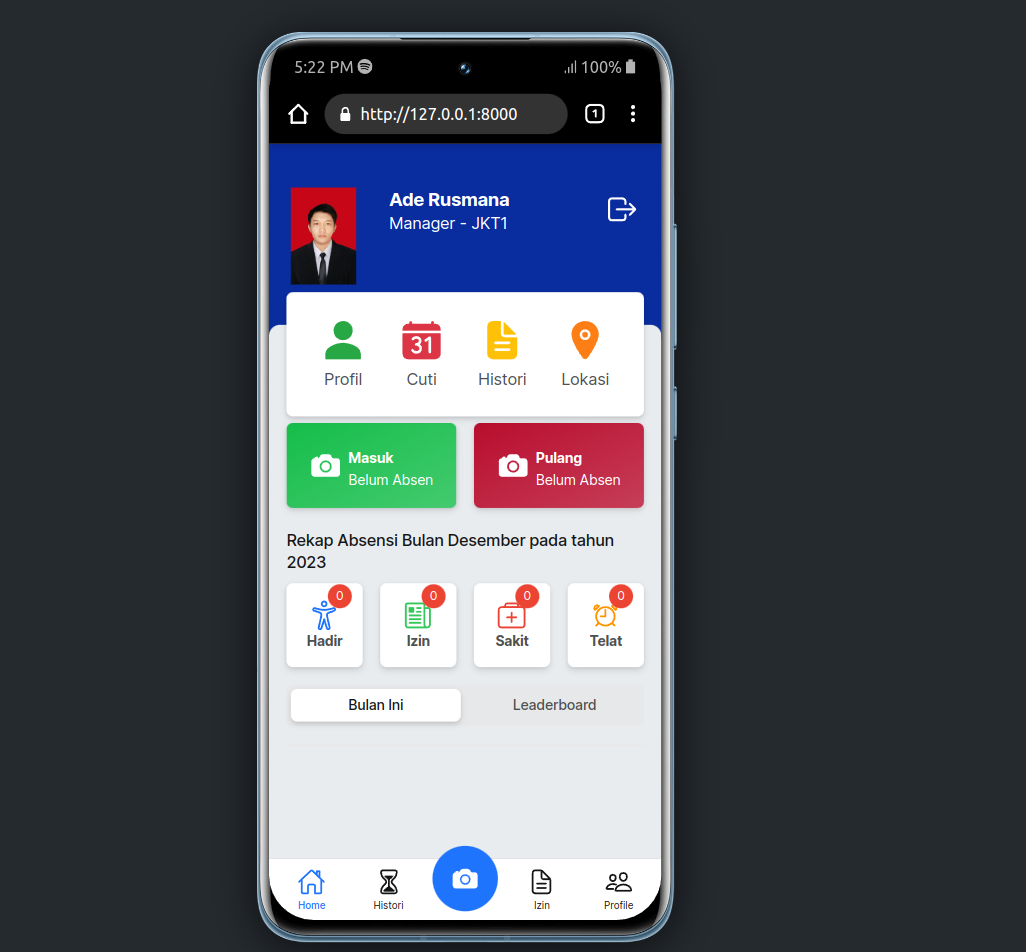 5:22 PM
100%
http://127.0.0.1:8000
1
Ade Rusmana
Manager - JKT1
31
Profil
Cuti
Histori
Lokasi
Masuk
Belum Absen
Pulang
Belum Absen
Rekap Absensi Bulan Desember pada tahun
2023
0
0
0
0
Hadir
Izin
Sakit
Telat
Bulan Ini
Leaderboard
Home
Histori
Izin
Profile